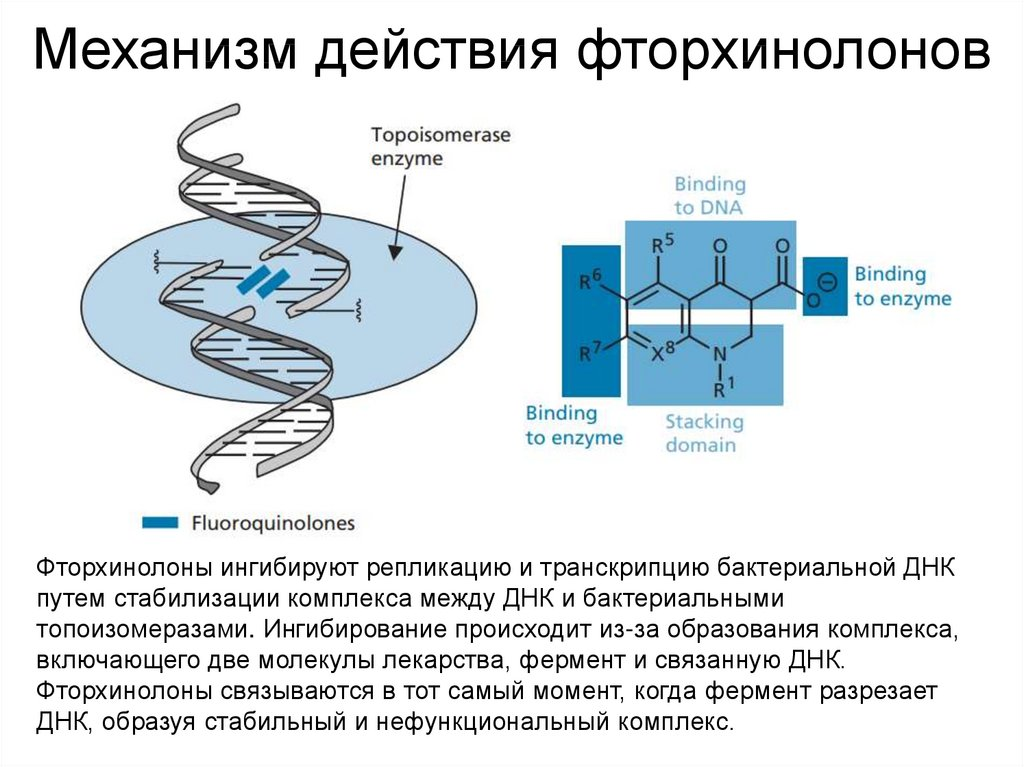 Механизм действия фторхинолонов
Topoisomerase
enzyme
Binding
to DNA
R5
O
O
R6
O
Binding
to enzyme
R7
X8
N
R1
Binding
to enzyme
Stacking
domain
Fluoroquinolones
Фторхинолоны ингибируют репликацию и транскрипцию бактериальной ДНК
путем стабилизации комплекса между ДНК и бактериальными
топоизомеразами. Ингибирование происходит из-за образования комплекса,
включающего две молекулы лекарства, фермент и связанную ДНК.
Фторхинолоны связываются в тот самый момент, когда фермент разрезает
ДНК, образуя стабильный и нефункциональный комплекс.